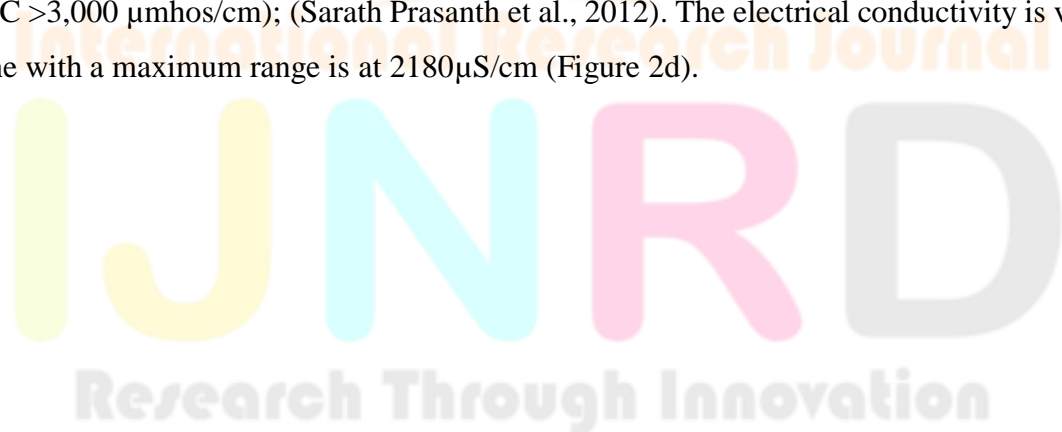 C >3,000 µmhos/cm); (Sarath Prasanth et al., 2012). The electrical conductivity is
International Research Journal
e with a maximum range is at 2180µS/cm (Figure 2d).
IJNRD
Research Through Innovation